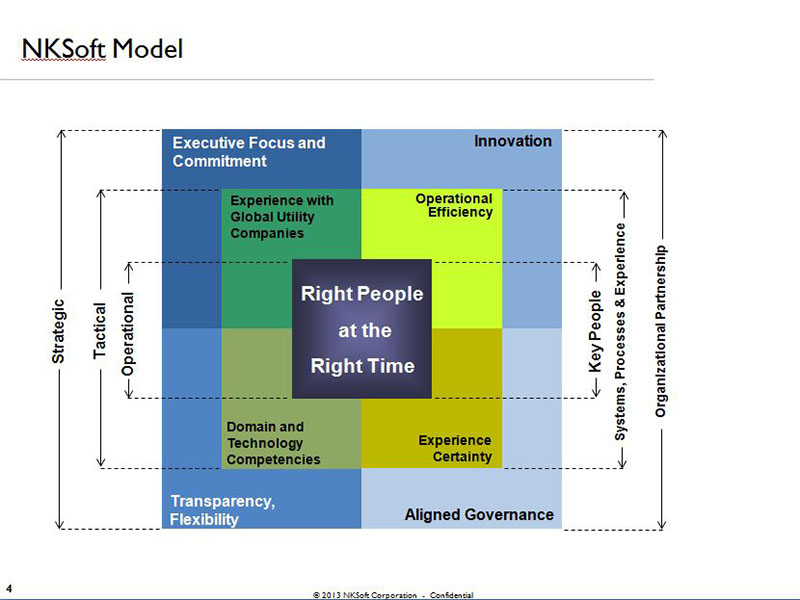 NKSoft Model
Executive Focus and
Commitment
Innovation
Experience with
Global Utility
Companies
Operational
Efficiency
Right People
at the
Right Time
Strategic
Tactical
Operational
Key People
Systems, Processes & Experience
Organizational Partnership
Domain and
Technology
Competencies
Experience
Certainty
Transparency,
Flexibility
Aligned Governance
4
© 2013 NKSoft Corporation - Confidential